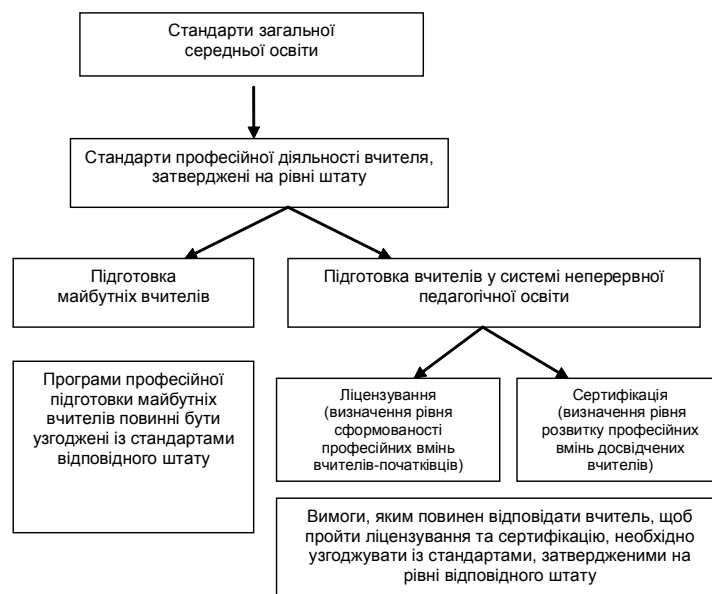 Стандарти загальної
середньої освіти
Стандарти професійної діяльності вчителя,
затверджені на рівні штату
Підготовка
майбутніх вчителів
Підготовка вчителів у системі неперервної
педагогічної освіти
Програми професійної
підготовки майбутніх
вчителів повинні бути
узгоджені із стандартами
відповідного штату
Ліцензування
(визначення рівня
сформованості
професійних вмінь
вчителів-початківців)
Сертифікація
(визначення рівня
розвитку професійних
вмінь досвідчених
вчителів)
Вимоги, яким повинен відповідати вчитель, щоб
пройти ліцензування та сертифікацію, необхідно
узгоджувати із стандартами, затвердженими на
рівні відповідного штату